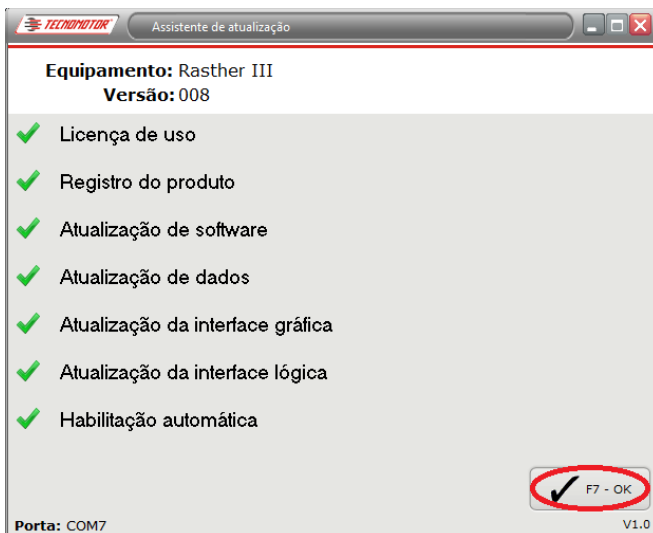 TECNOMOTOR Assistente de atualização
Equipamento: Rasther III
Versão: 008
Licença de uso
Registro do produto
Atualização de software
Atualização de dados
Atualização da interface gráfica
Atualização da interface lógica
Habilitação automática
F7 - OK
Porta: COM7 V1.0